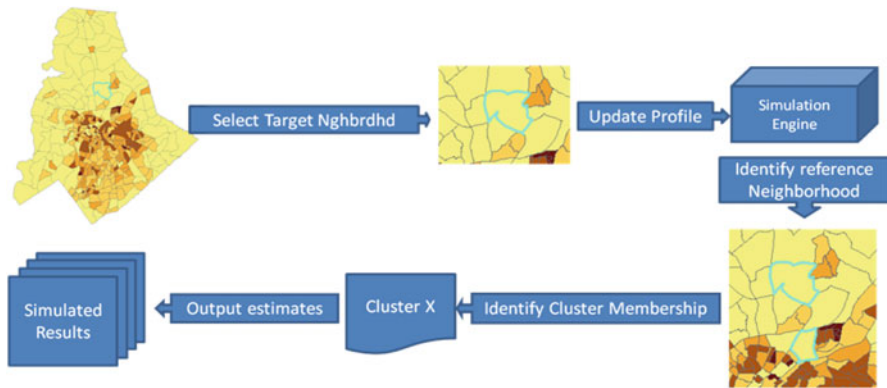 Select Target Nghbrdhd
Update Profile
Simulation
Engine
Identify reference
Neighborhood
Identify Cluster Membership
Cluster X
Output estimates
Simulated
Results